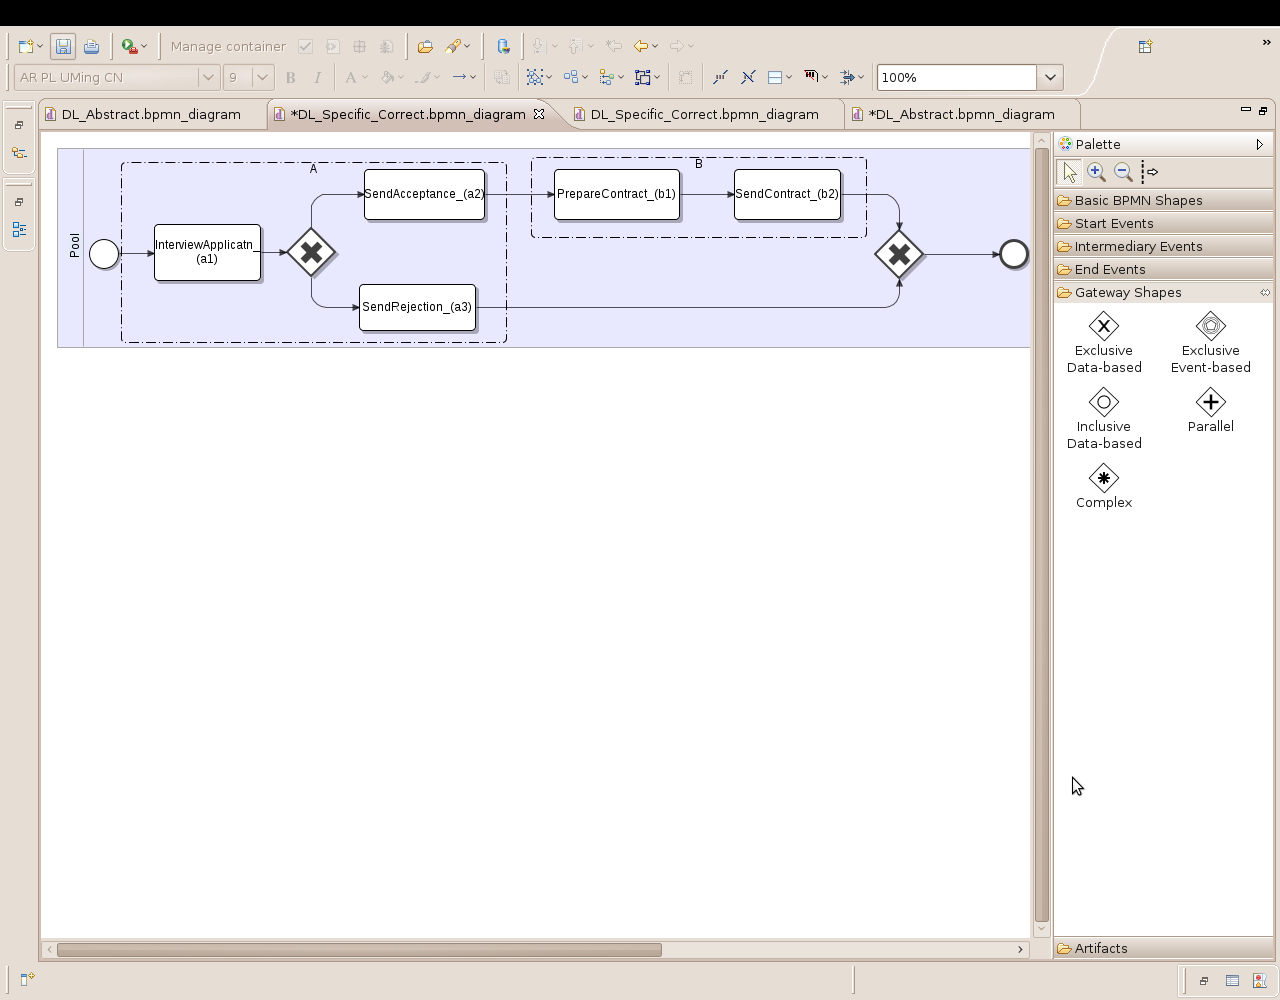 Manage container
»
AR PL UMing CN
9
B
I
A
100%
DL_Abstract.bpmn_diagram
*DL_Specific_Correct.bpmn_diagram
DL_Specific_Correct.bpmn_diagram
*DL_Abstract.bpmn_diagram
Pool
A
InterviewApplicatn_
(a1)
SendAcceptance_(a2)
SendRejection_(a3)
B
PrepareContract_(b1)
SendContract_(b2)
Palette
Basic BPMN Shapes
Start Events
Intermediary Events
End Events
Gateway Shapes
Exclusive
Data-based
Exclusive
Event-based
Inclusive
Data-based
Parallel
Complex
Artifacts